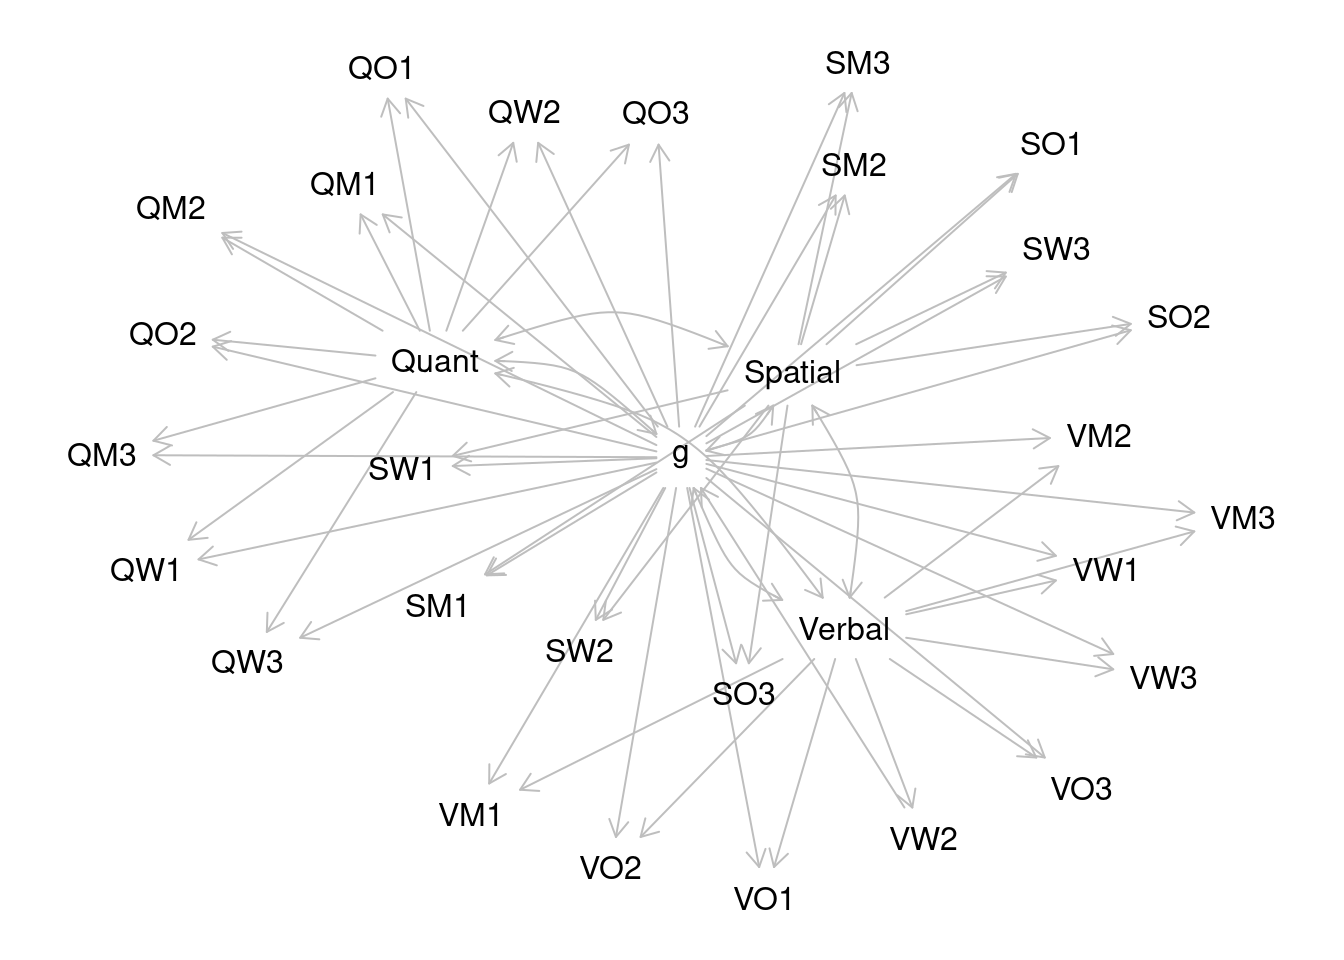 SM3
QO1
QW2
QO3
SO1
SM2
QM1
QM2
SW3
SO2
QO2
Quant
Spatial
VM2
g
QM3
SW1
VM3
QW1
VW1
SM1
Verbal
SW2
QW3
VW3
SO3
VO3
VM1
VW2
VO2
VO1